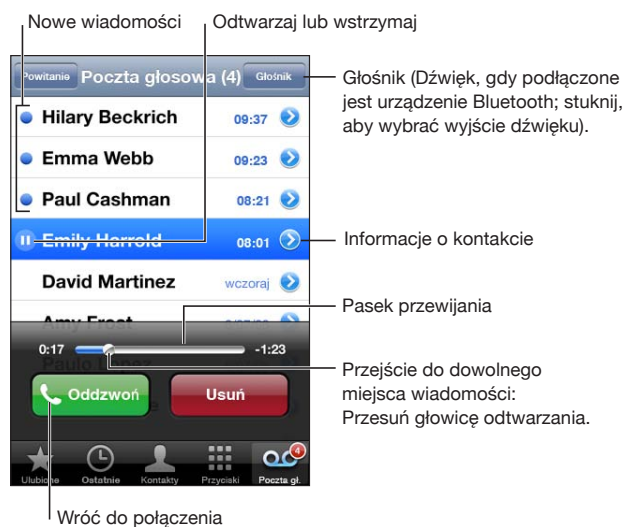 Nowe wiadomości
Odtwarzaj lub wstrzymaj
Powitanie
Poczta głosowa (4)
Głośnik
Głośnik (Dźwięk, gdy podłączone
jest urządzenie Bluetooth; stuknij,
aby wybrać wyjście dźwięku).
Hilary Beckrich 09:37
Emma Webb 09:23
Paul Cashman 08:21
Emily Harrold 08:01
Informacje o kontakcie
David Martinez wczoraj
Pasek przewijania
Amy Frost
0:17 -1:23
Przejście do dowolnego
miejsca wiadomości:
Przesuń głowicę odtwarzania.
Oddzwoń
Usuń
4
Ulubione
Ostatnie
Kontakty
Przyciski
Poczta gł.
Wróć do połączenia